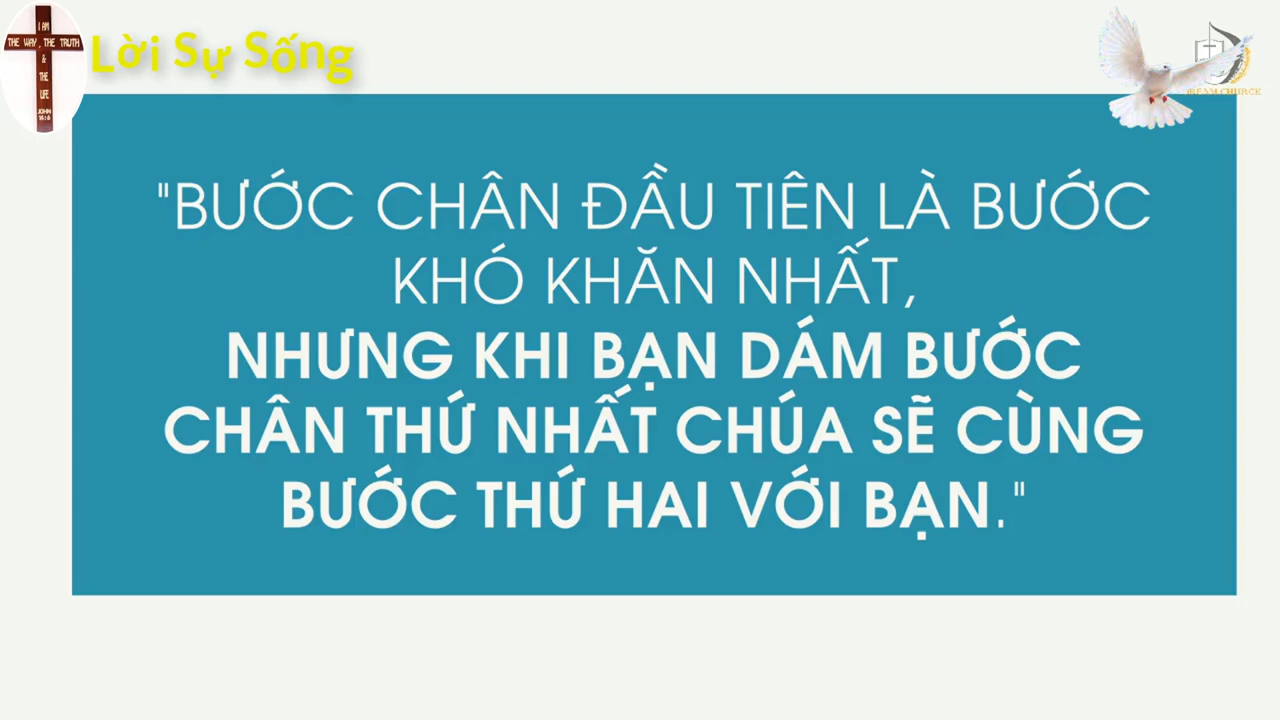 I AM
THE WAY, THE TRUTH
&
THE
LIFE
JOHN
14:6
Lời Sự Sống
"BƯỚC CHÂN ĐẦU TIÊN LÀ BƯỚC
KHÓ KHĂN NHẤT,
NHƯNG KHI BẠN DÁM BƯỚC
CHÂN THỨ NHẤT CHÚA SẼ CÙNG
BƯỚC THỨ HAI VỚI BẠN."
CHURCH